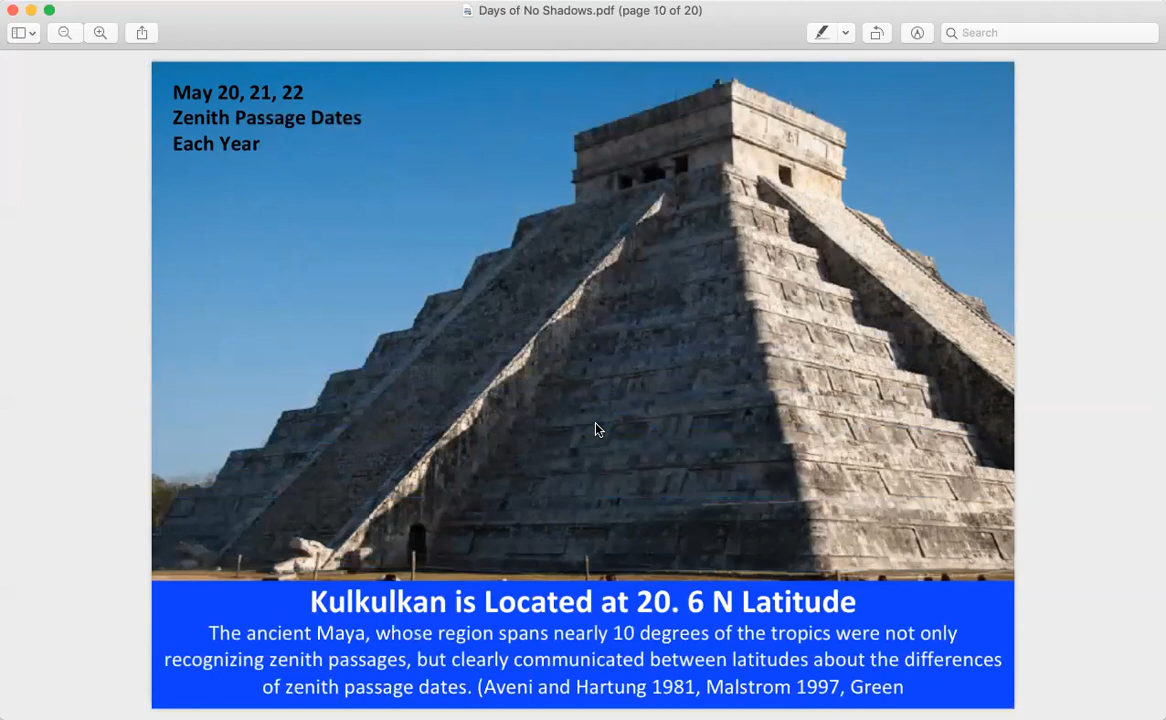 Days of No Shadows.pdf (page 10 of 20)
Search
May 20, 21, 22
Zenith Passage Dates
Each Year
Kulkulkan is Located at 20. 6 N Latitude
The ancient Maya, whose region spans nearly 10 degrees of the tropics were not only
recognizing zenith passages, but clearly communicated between latitudes about the differences
of zenith passage dates. (Aveni and Hartung 1981, Malstrom 1997, Green